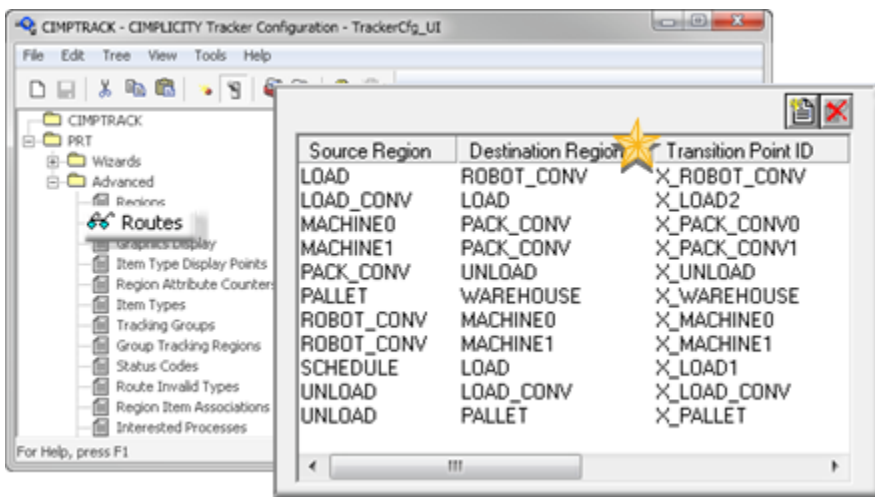 CIMPTRACK - CIMPLICITY Tracker Configuration - TrackerCfg_UI
File Edit Tree View Tools Help
CIMPTRACK
PRT
Wizards
Advanced
Regions
Routes
Graphics Display
Item Type Display Points
Region Attribute Counters
Item Types
Tracking Groups
Group Tracking Regions
Status Codes
Route Invalid Types
Region Item Associations
Interested Processes
For Help, press F1
Source Region Destination Region Transition Point ID
LOAD ROBOT_CONV X_ROBOT_CONV
LOAD_CONV LOAD X_LOAD2
MACHINE0 PACK_CONV X_PACK_CONV0
MACHINE1 PACK_CONV X_PACK_CONV1
PACK_CONV UNLOAD X_UNLOAD
PALLET WAREHOUSE X_WAREHOUSE
ROBOT_CONV MACHINE0 X_MACHINE0
ROBOT_CONV MACHINE1 X_MACHINE1
SCHEDULE LOAD X_LOAD1
UNLOAD LOAD_CONV X_LOAD_CONV
UNLOAD PALLET X_PALLET